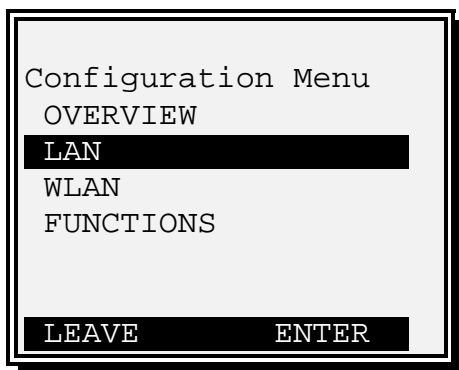 Configuration Menu
OVERVIEW
LAN
WLAN
FUNCTIONS
LEAVE ENTER